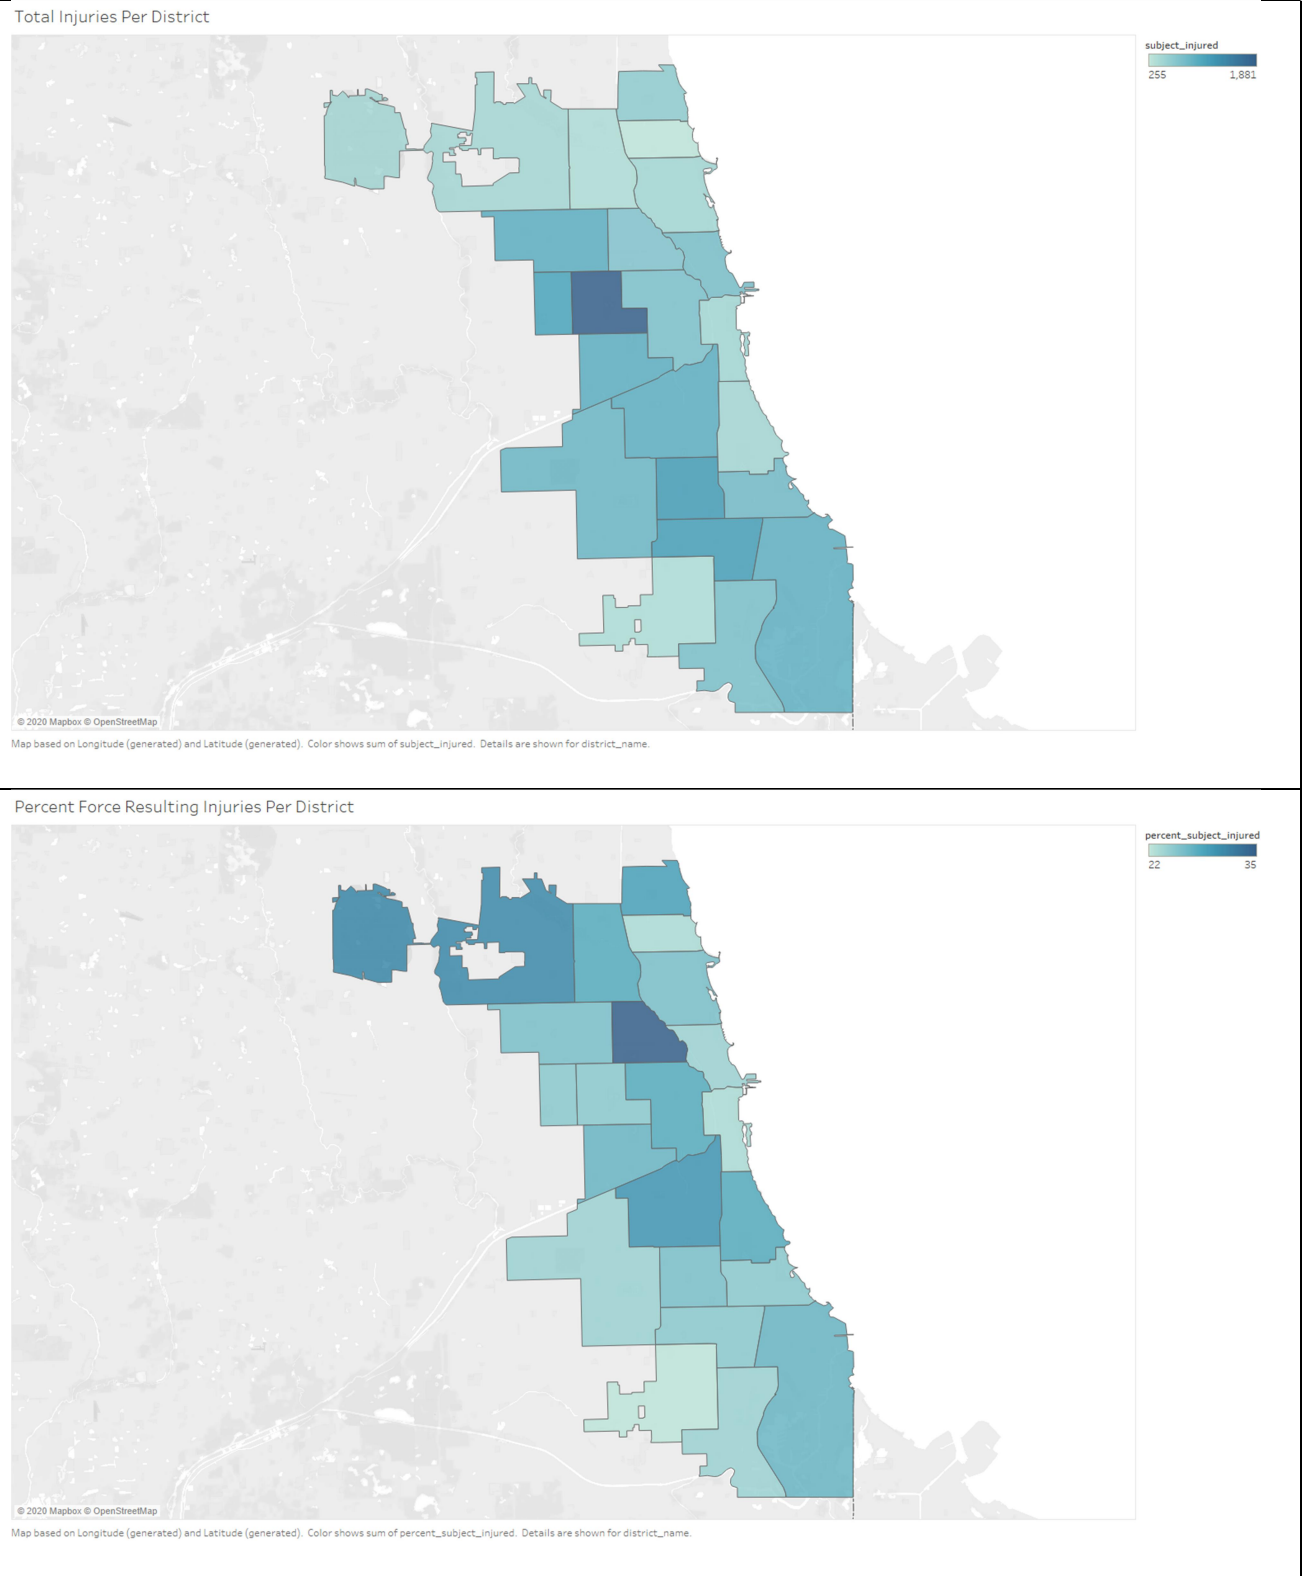 Total Injuries Per District
subject_injured
255 1,881
© 2020 Mapbox © OpenStreetMap
Map based on Longitude (generated) and Latitude (generated). Color shows sum of subject_injured. Details are shown for district_name.
Percent Force Resulting Injuries Per District
percent_subject_injured
22 35
© 2020 Mapbox © OpenStreetMap
Map based on Longitude (generated) and Latitude (generated). Color shows sum of percent_subject_injured. Details are shown for district_name.